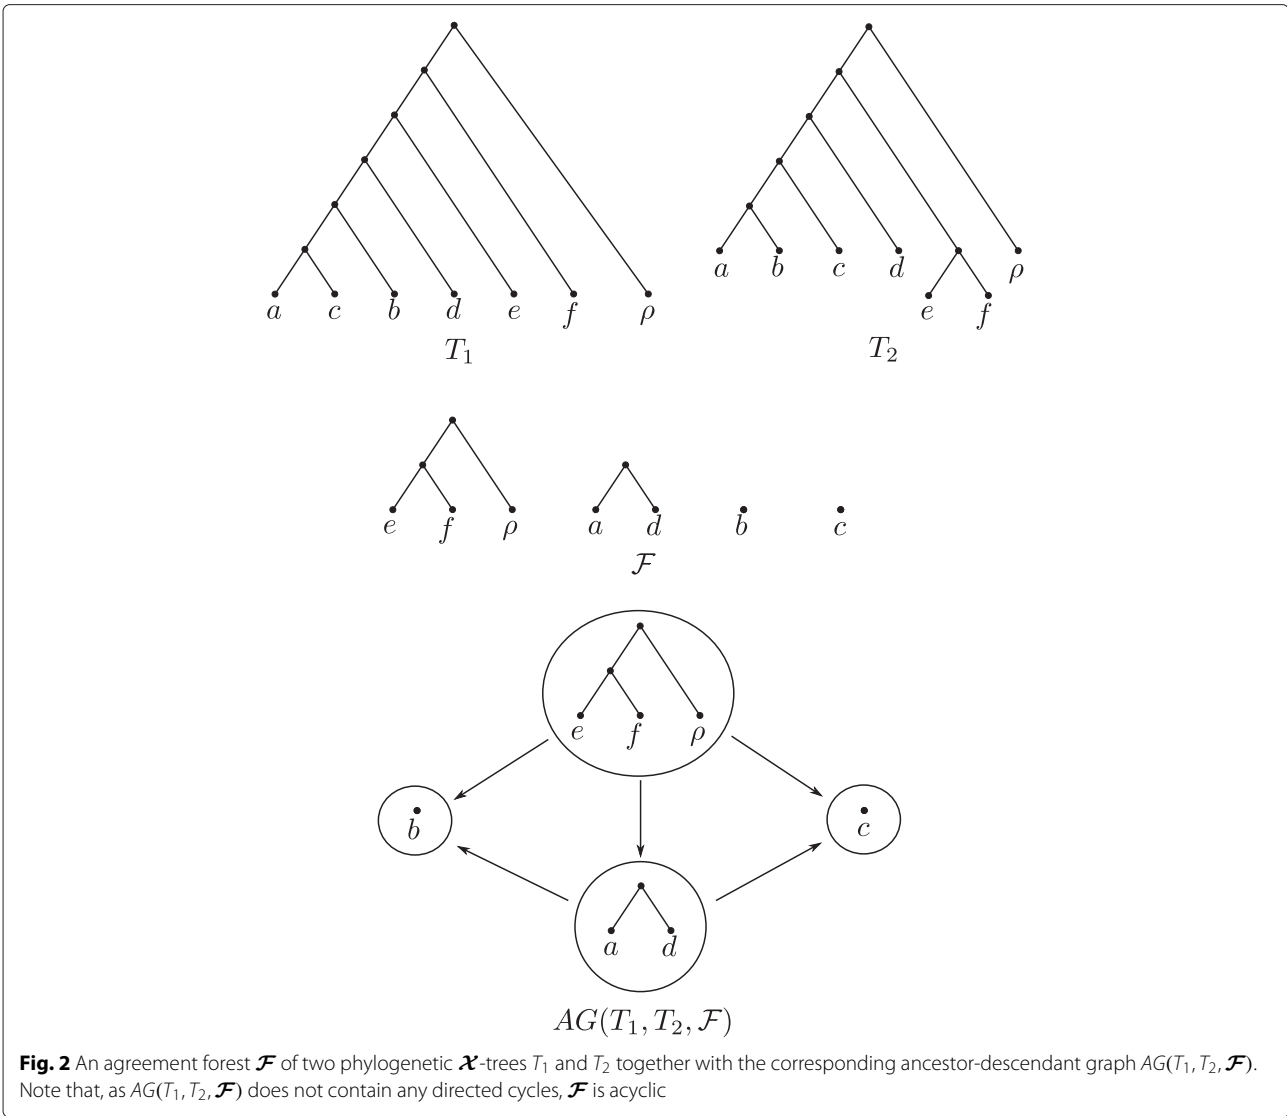 a c b d e f ρ
T₁
a b c d ρ
e f
T₂
e f ρ a d b c
ℱ
e f ρ
b c
a d
AG(T₁, T₂, ℱ)
Fig. 2 An agreement forest ℱ of two phylogenetic 𝒳-trees T₁ and T₂ together with the corresponding ancestor-descendant graph AG(T₁, T₂, ℱ).
Note that, as AG(T₁, T₂, ℱ) does not contain any directed cycles, ℱ is acyclic